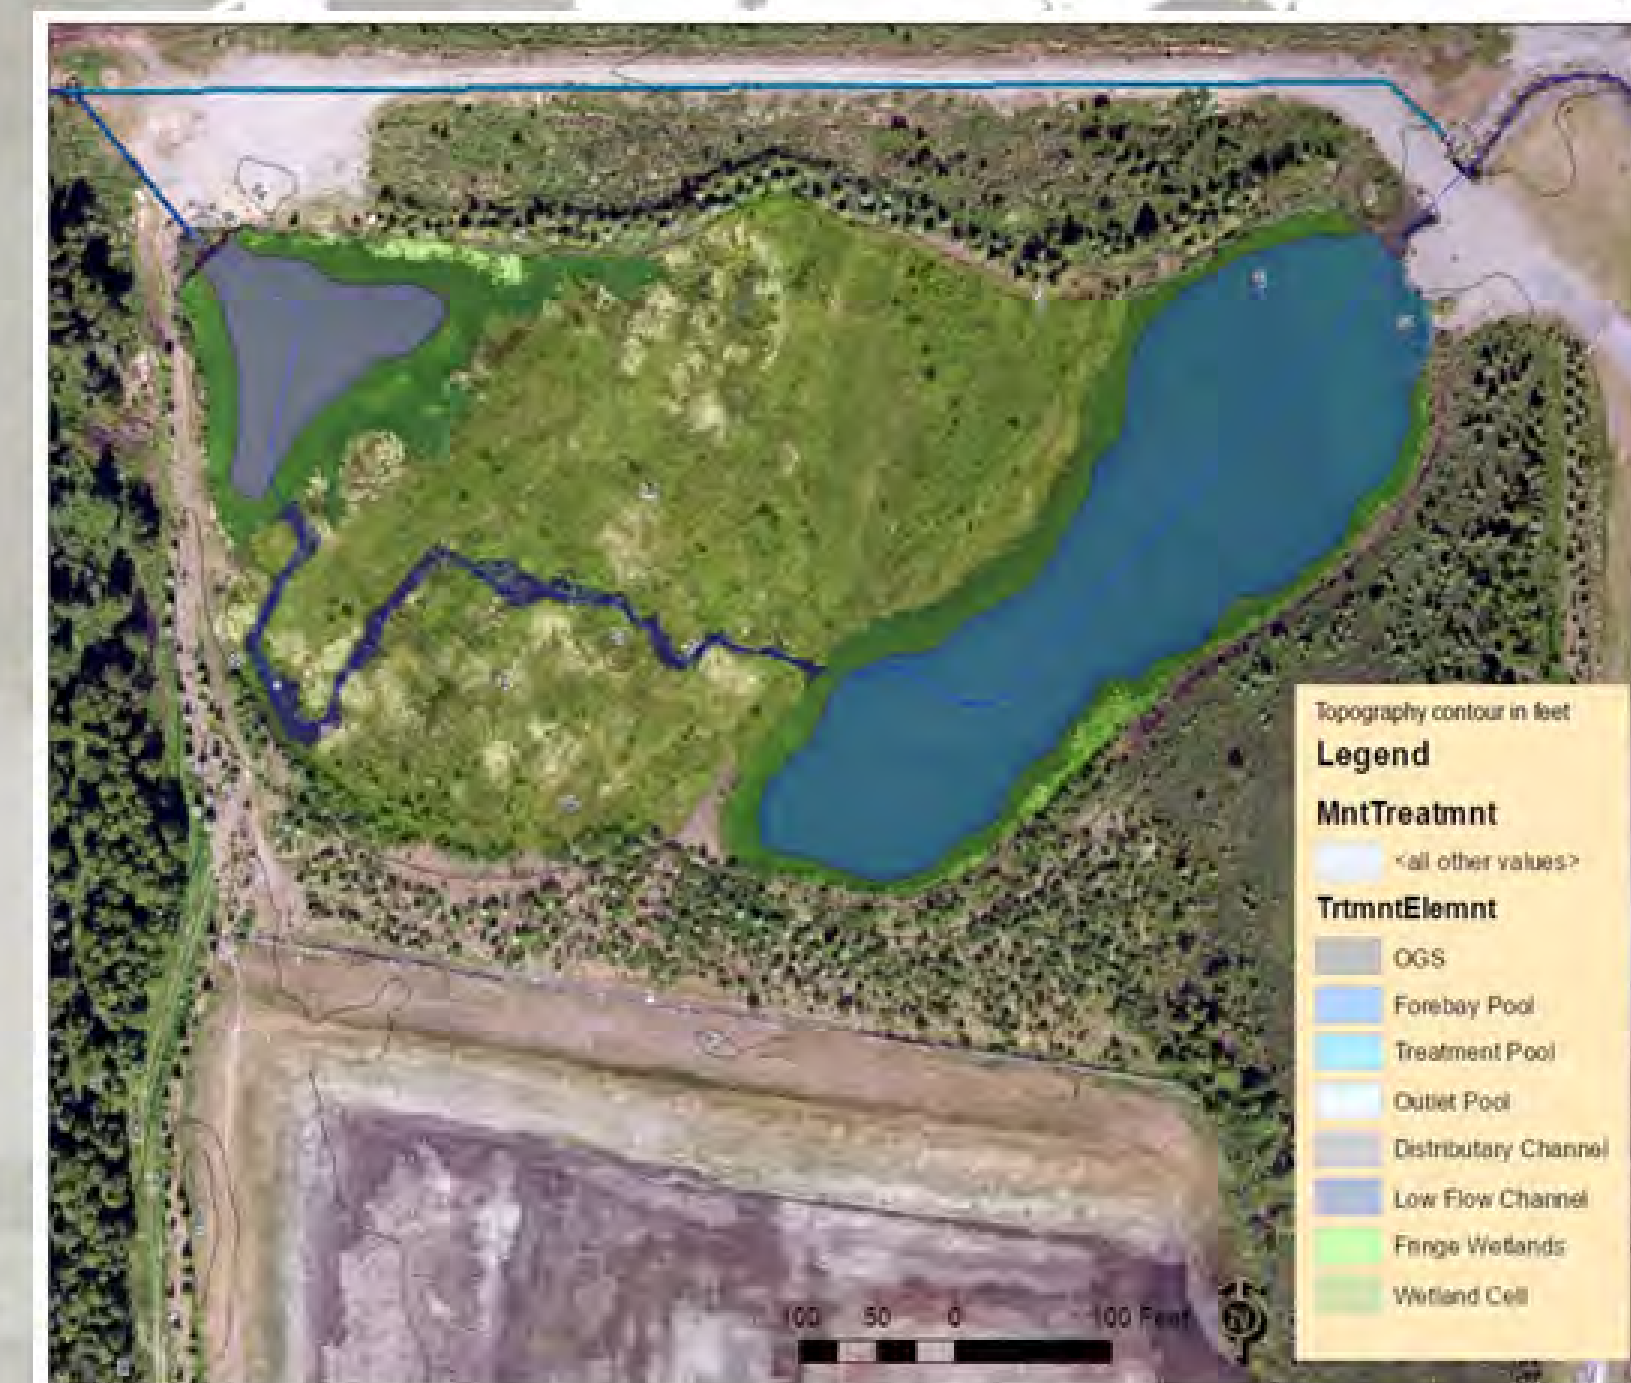 Topography contour in feet
Legend
MntTreatmnt
<all other values>
TrtmntElemnt
OGS
Forebay Pool
Treatment Pool
Outlet Pool
Distributary Channel
Low Flow Channel
Fringe Wetlands
Wetland Cell
100 50 0 100 Feet